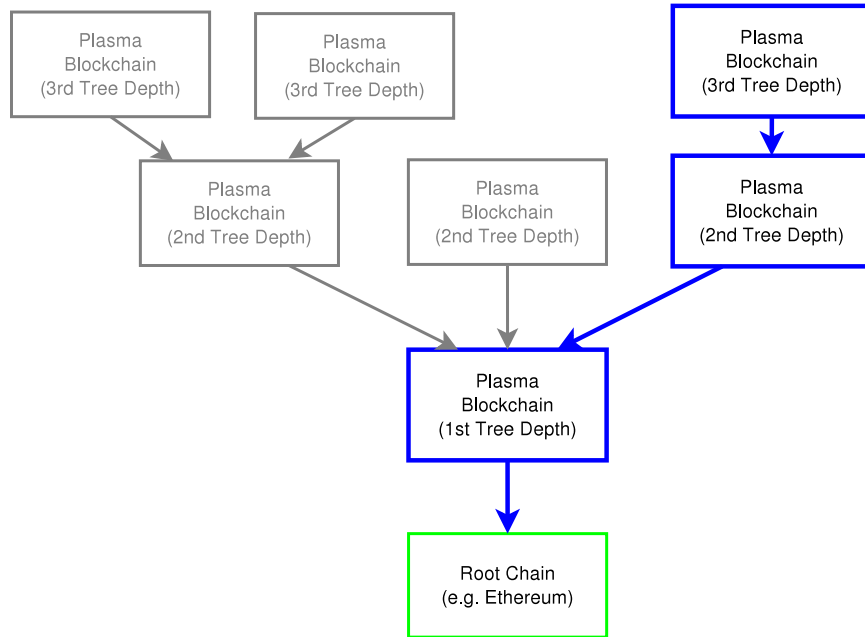 Plasma
Blockchain
(3rd Tree Depth)
Plasma
Blockchain
(3rd Tree Depth)
Plasma
Blockchain
(3rd Tree Depth)
Plasma
Blockchain
(2nd Tree Depth)
Plasma
Blockchain
(2nd Tree Depth)
Plasma
Blockchain
(2nd Tree Depth)
Plasma
Blockchain
(1st Tree Depth)
Root Chain
(e.g. Ethereum)